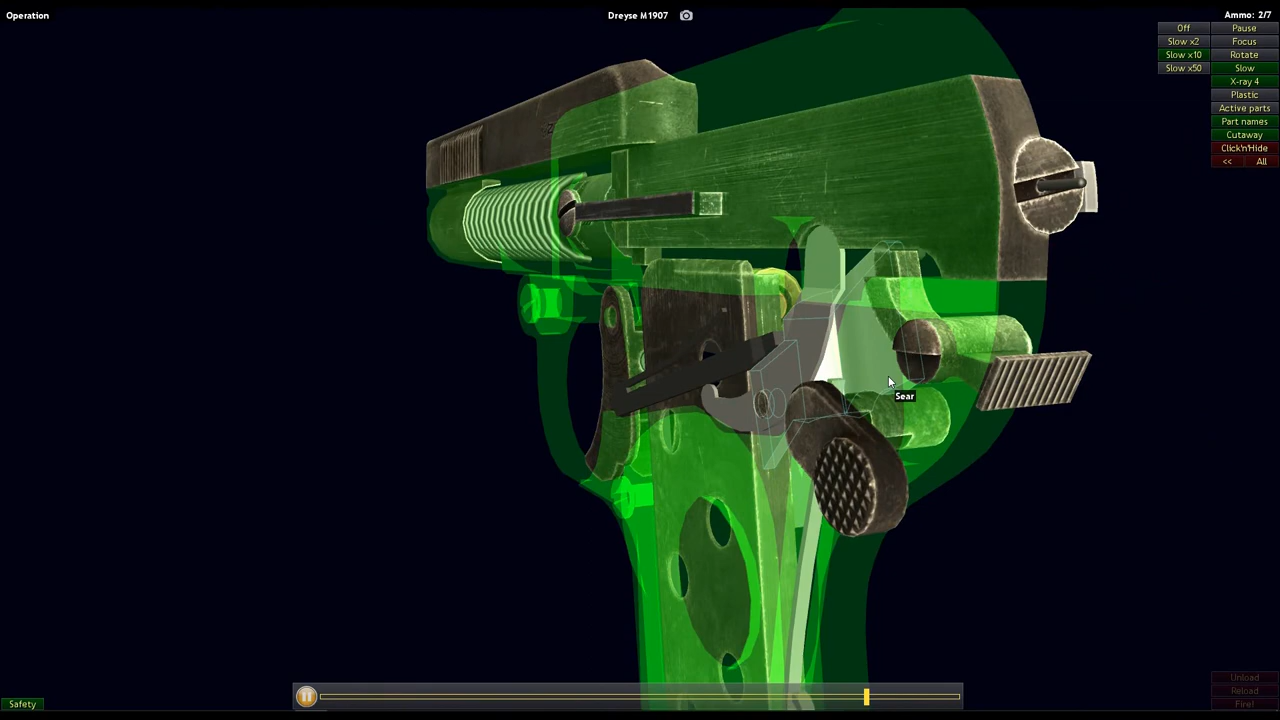 Operation
Dreyse M1907
Ammo: 2/7
Off
Pause
Slow x2
Focus
Slow x10
Rotate
Slow x50
Slow
X-ray 4
Plastic
Active parts
Part names
Cutaway
Click'n'Hide
<<
All
Sear
Unload
Reload
Safety
Fire!